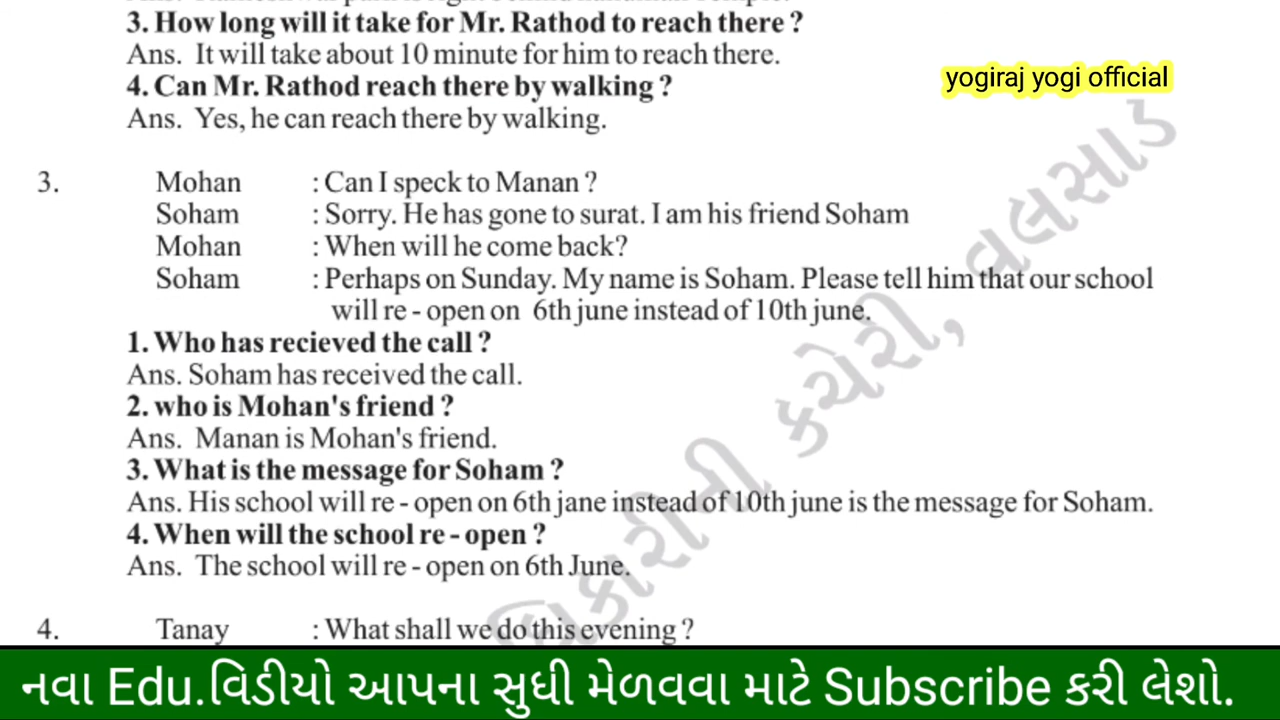 3. How long will it take for Mr. Rathod to reach there ?
Ans. It will take about 10 minute for him to reach there.
4. Can Mr. Rathod reach there by walking ?
Ans. Yes, he can reach there by walking.
yogiraj yogi official
3. Mohan : Can I speck to Manan ?
Soham : Sorry. He has gone to surat. I am his friend Soham
Mohan : When will he come back?
Soham : Perhaps on Sunday. My name is Soham. Please tell him that our school
will re - open on 6th june instead of 10th june.
1. Who has recieved the call ?
Ans. Soham has received the call.
2. who is Mohan's friend ?
Ans. Manan is Mohan's friend.
3. What is the message for Soham ?
Ans. His school will re - open on 6th jane instead of 10th june is the message for Soham.
4. When will the school re - open ?
Ans. The school will re - open on 6th June.
4. Tanay : What shall we do this evening ?
કચેરી, વલસાડ
નવા Edu.વિડીયો આપના સુધી મેળવવા માટે Subscribe કરી લેશો.